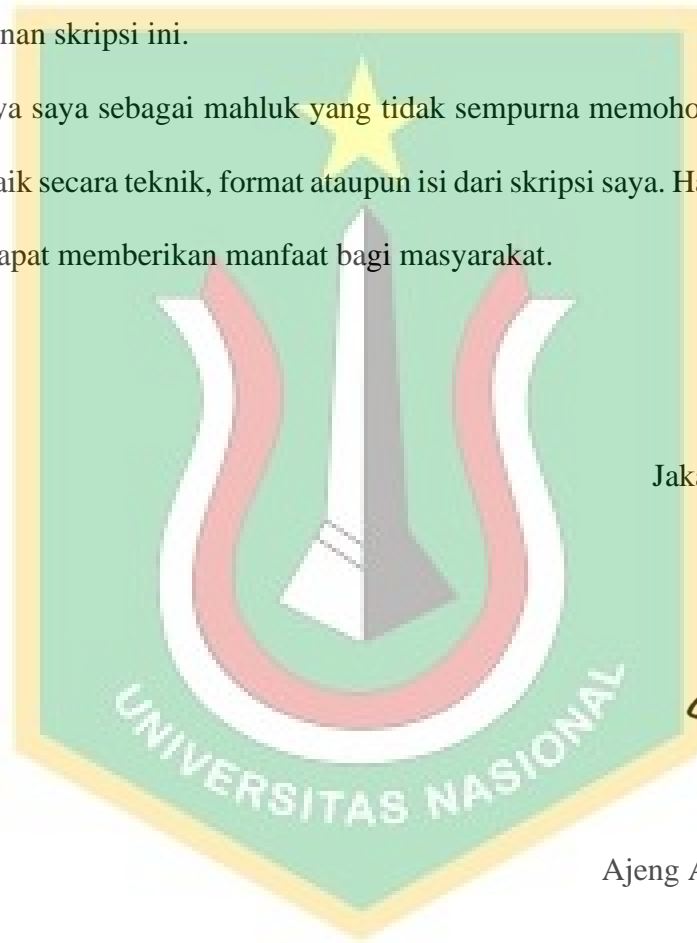 nan skripsi ini.
ya saya sebagai mahluk yang tidak sempurna memoho
aik secara teknik, format ataupun isi dari skripsi saya. Ha
apat memberikan manfaat bagi masyarakat.
Jaka
UNIVERSITAS NASIONAL
Ajeng A